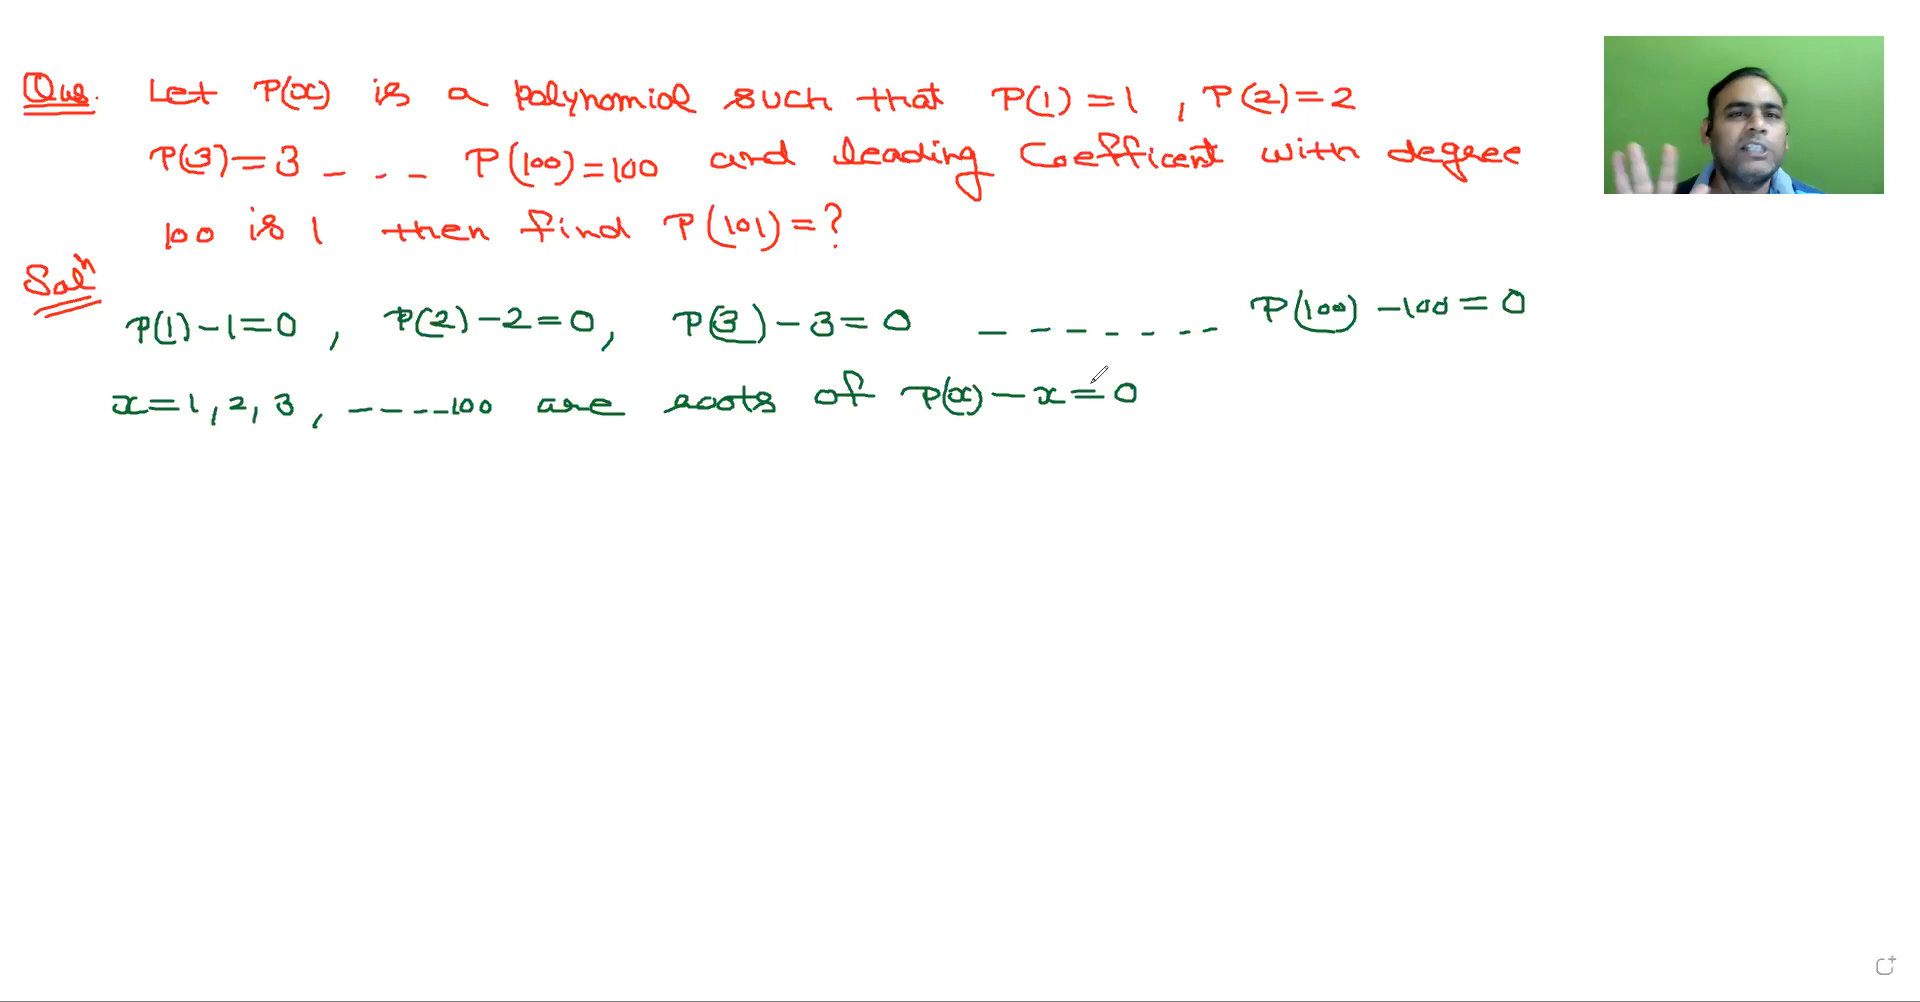 Que. Let P(x) is a polynomial such that P(1)=1, P(2)=2
P(3)=3 - - - - P(100)=100 and leading Coefficent with degree
100 is 1 then find P(101)=?
Solⁿ
P(1)-1=0, P(2)-2=0, P(3)-3=0 - - - - - - - P(100)-100=0
x=1, 2, 3, - - - - 100 are roots of P(x)-x=0